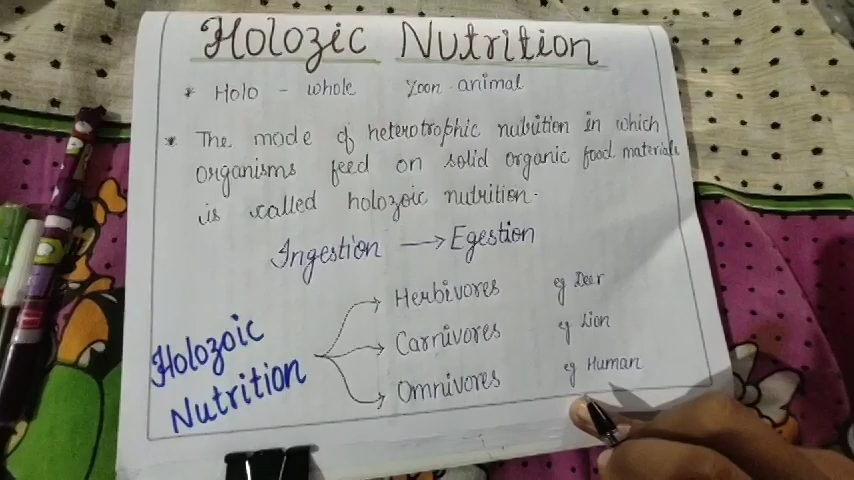 Holozic Nutrition
* Holo - whole Zoon - animal
* The mode of heterotrophic nutrition in which
organisms feed on solid organic food materials
is called holozoic nutrition.
Ingestion → Egestion
Holozoic
Nutrition
Herbivores eg Deer
Carnivores eg Lion
Omnivores eg Human